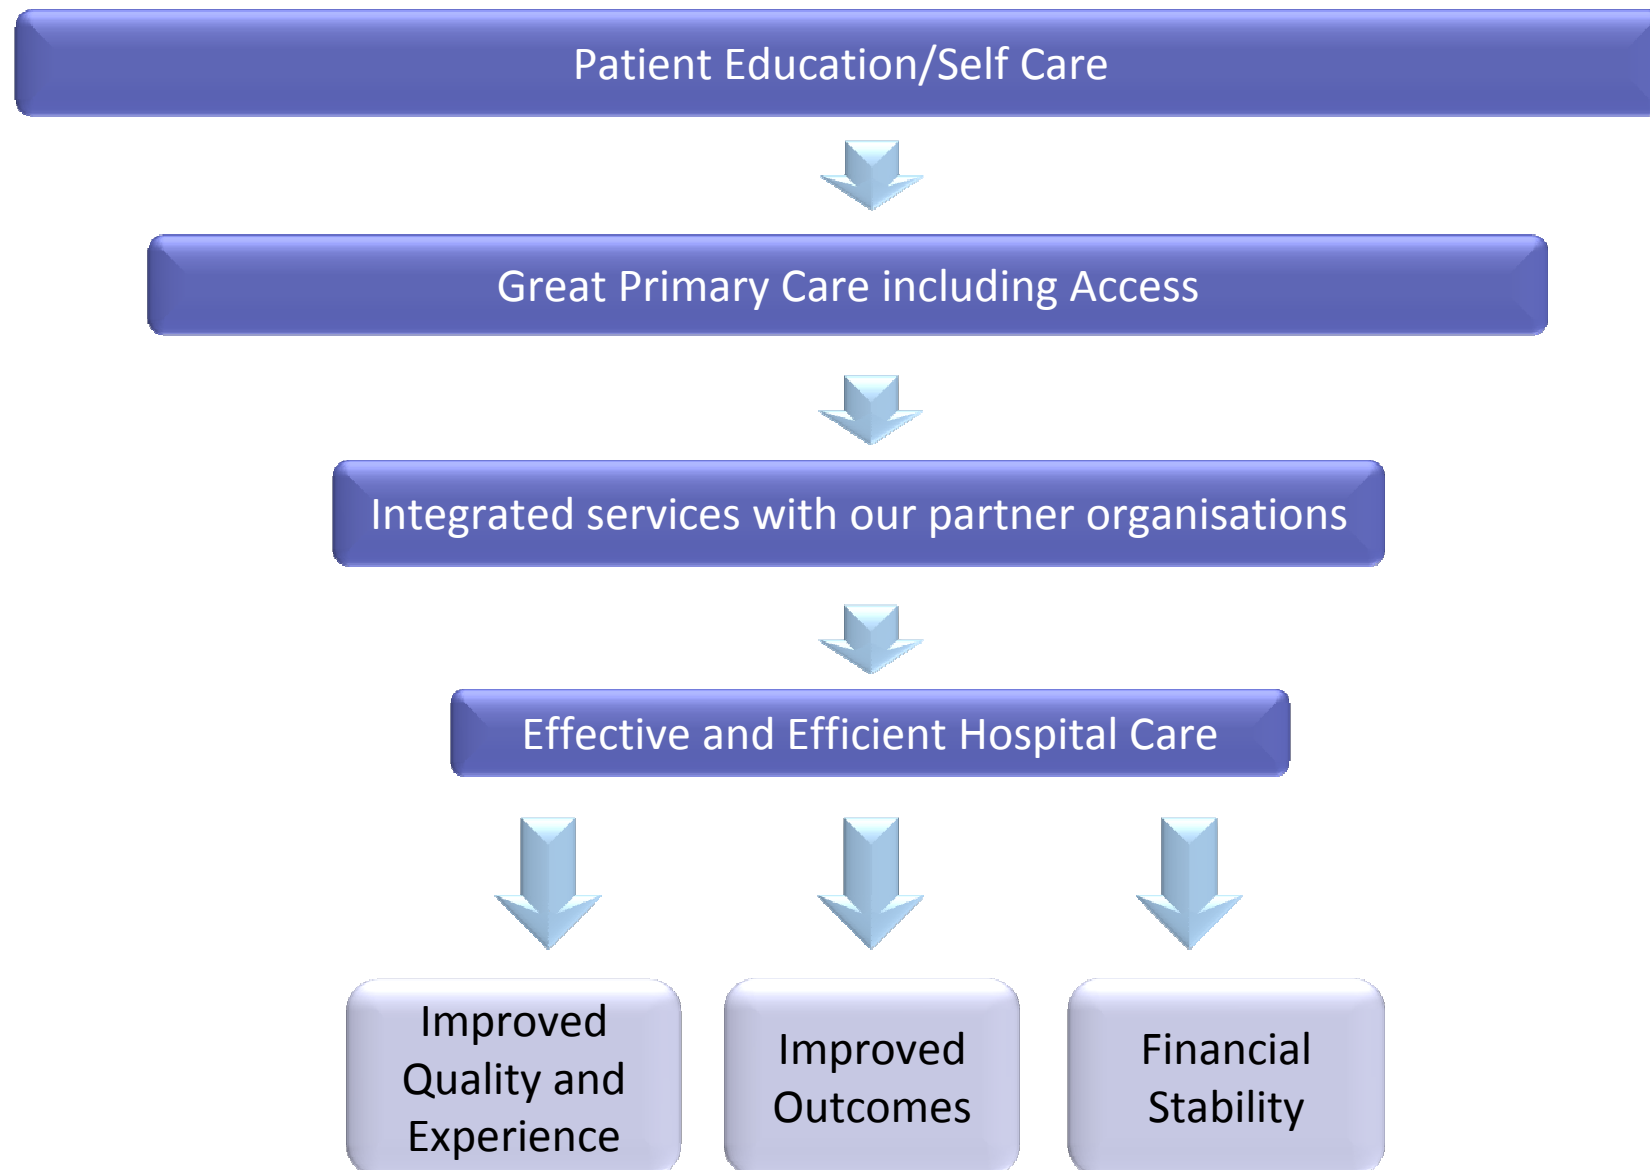 Patient Education/Self Care
Great Primary Care including Access
Integrated services with our partner organisations
Effective and Efficient Hospital Care
Improved
Quality and
Experience
Improved
Outcomes
Financial
Stability